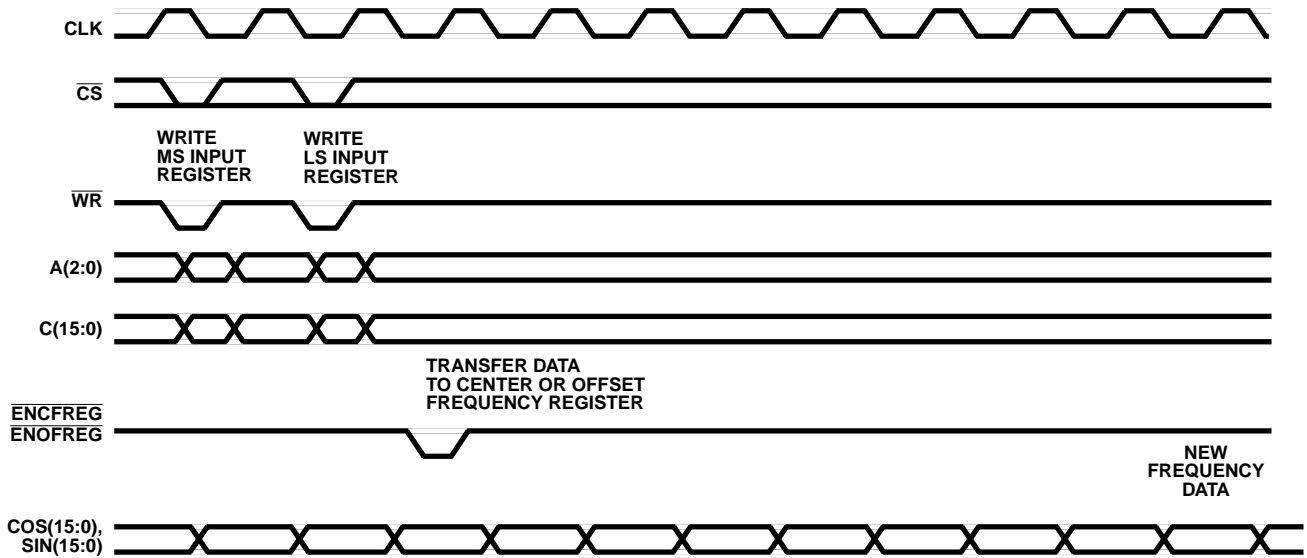 CLK
CS
WRITE
MS INPUT
REGISTER
WRITE
LS INPUT
REGISTER
WR
A(2:0)
C(15:0)
TRANSFER DATA
TO CENTER OR OFFSET
FREQUENCY REGISTER
ENCFREG
ENOFREG
NEW
FREQUENCY
DATA
COS(15:0),
SIN(15:0)